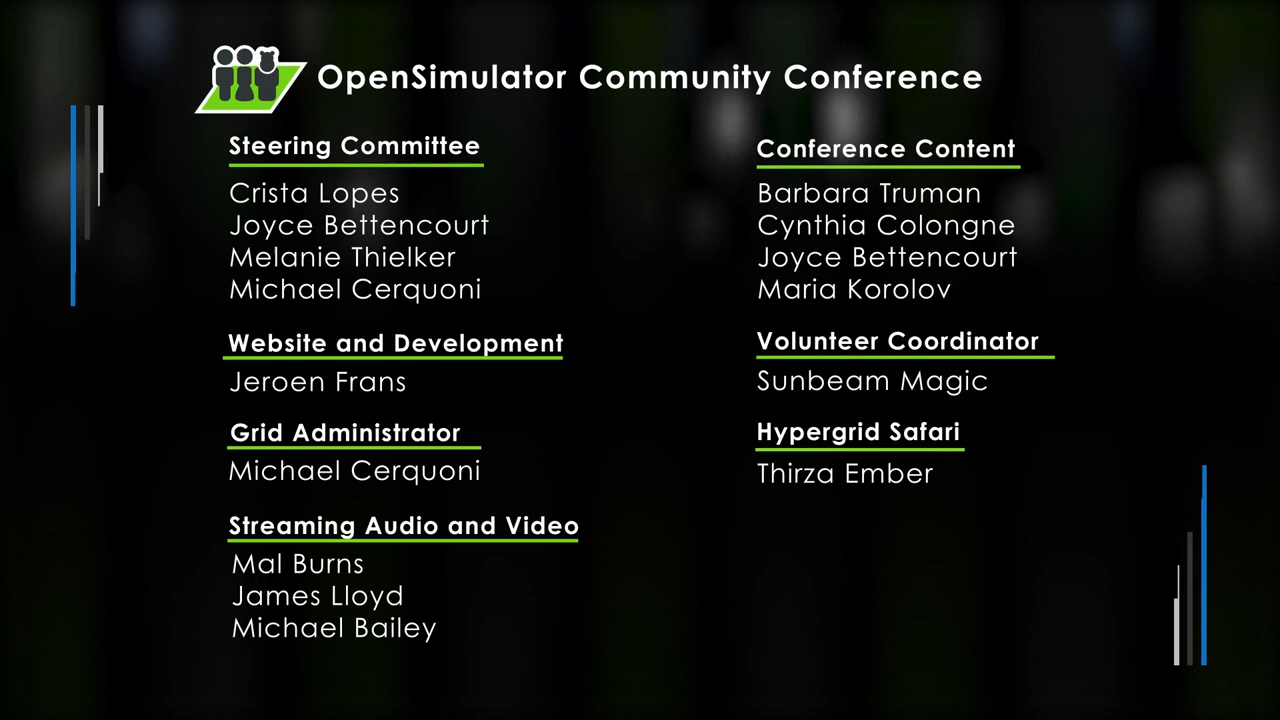 OpenSimulator Community Conference
Steering Committee
Crista Lopes
Joyce Bettencourt
Melanie Thielker
Michael Cerquoni
Website and Development
Jeroen Frans
Grid Administrator
Michael Cerquoni
Streaming Audio and Video
Mal Burns
James Lloyd
Michael Bailey
Conference Content
Barbara Truman
Cynthia Colongne
Joyce Bettencourt
Maria Korolov
Volunteer Coordinator
Sunbeam Magic
Hypergrid Safari
Thirza Ember